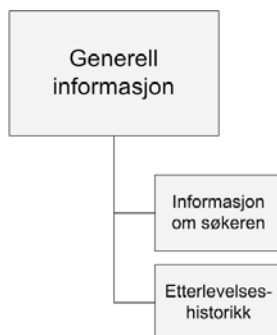 Generell
informasjon
Informasjon
om søkeren
Etterlevelses-
historikk